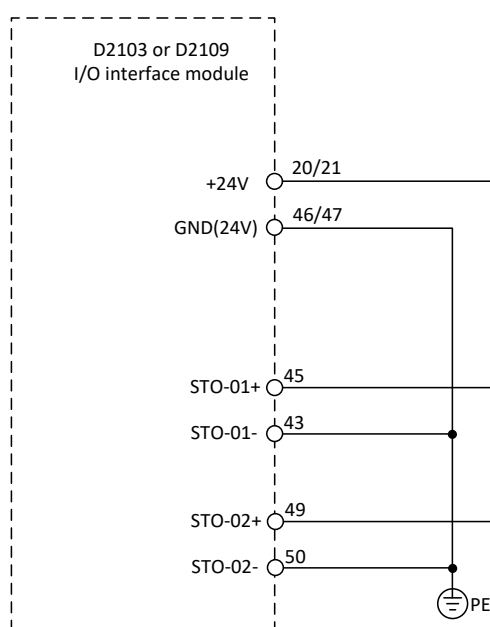 D2103 or D2109
I/O interface module
+24V
20/21
GND(24V)
46/47
STO-01+
45
STO-01-
43
STO-02+
49
STO-02-
50
PE